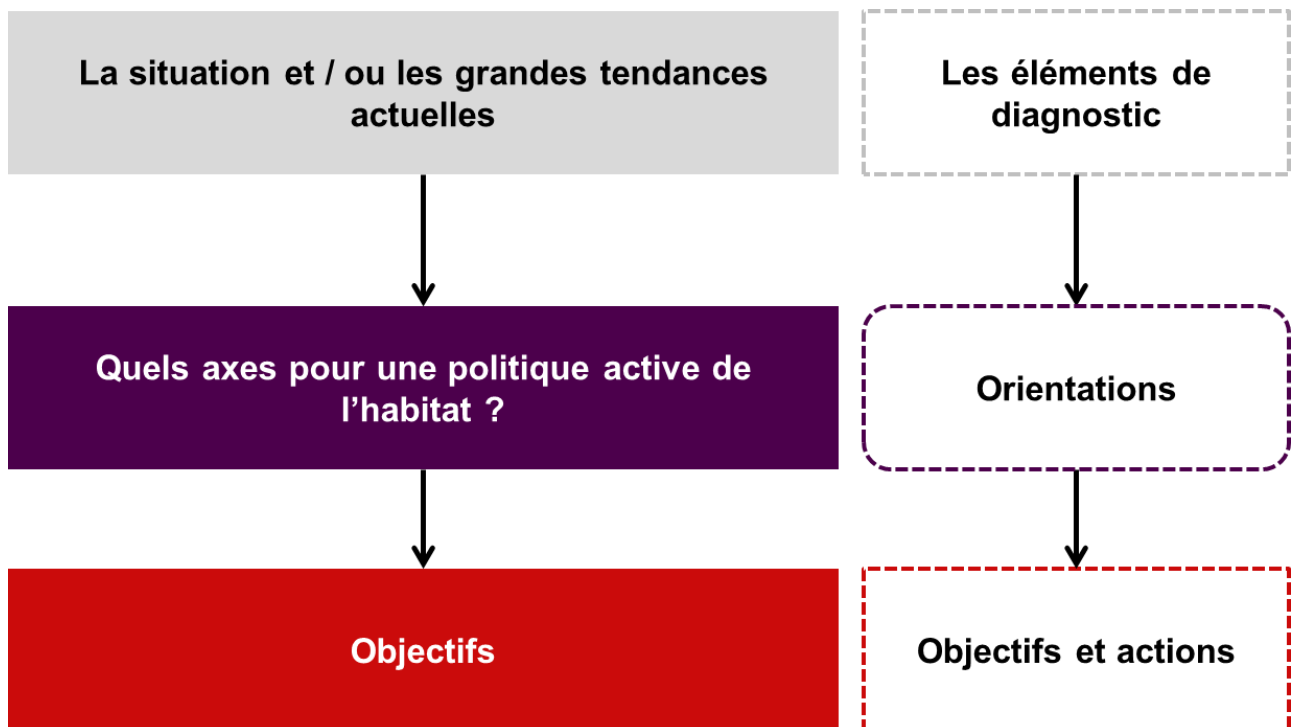 La situation et / ou les grandes tendances
actuelles
Les éléments de
diagnostic
Quels axes pour une politique active de
l’habitat ?
Orientations
Objectifs
Objectifs et actions